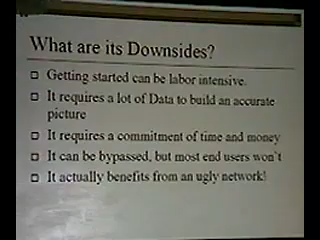 What are its Downsides?
Getting started can be labor intensive.
It requires a lot of Data to build an accurate
picture
It requires a commitment of time and money
It can be bypassed, but most end users won't
It actually benefits from an ugly network!